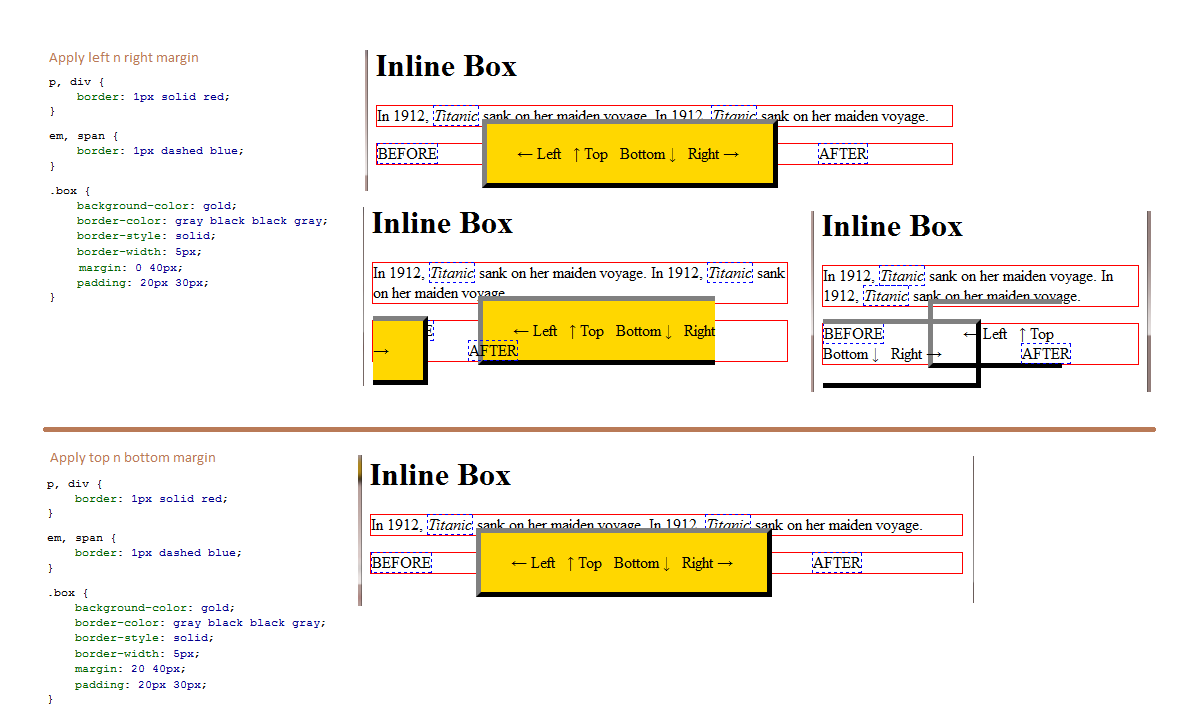 Apply left n right margin
p, div {
border: 1px solid red;
}
em, span {
border: 1px dashed blue;
}
.box {
background-color: gold;
border-color: gray black black gray;
border-style: solid;
border-width: 5px;
margin: 0 40px;
padding: 20px 30px;
}
Inline Box
In 1912, Titanic sank on her maiden voyage. In 1912, Titanic sank on her maiden voyage.
BEFORE ← Left ↑ Top Bottom ↓ Right → AFTER
Inline Box
In 1912, Titanic sank on her maiden voyage. In 1912, Titanic sank
on her maiden voyage.
E ← Left ↑ Top Bottom ↓ Right
→ AFTER
Inline Box
In 1912, Titanic sank on her maiden voyage. In
1912, Titanic sank on her maiden voyage.
BEFORE ← Left ↑ Top
Bottom ↓ Right → AFTER
Apply top n bottom margin
p, div {
border: 1px solid red;
}
em, span {
border: 1px dashed blue;
}
.box {
background-color: gold;
border-color: gray black black gray;
border-style: solid;
border-width: 5px;
margin: 20 40px;
padding: 20px 30px;
}
Inline Box
In 1912, Titanic sank on her maiden voyage. In 1912, Titanic sank on her maiden voyage.
BEFORE ← Left ↑ Top Bottom ↓ Right → AFTER